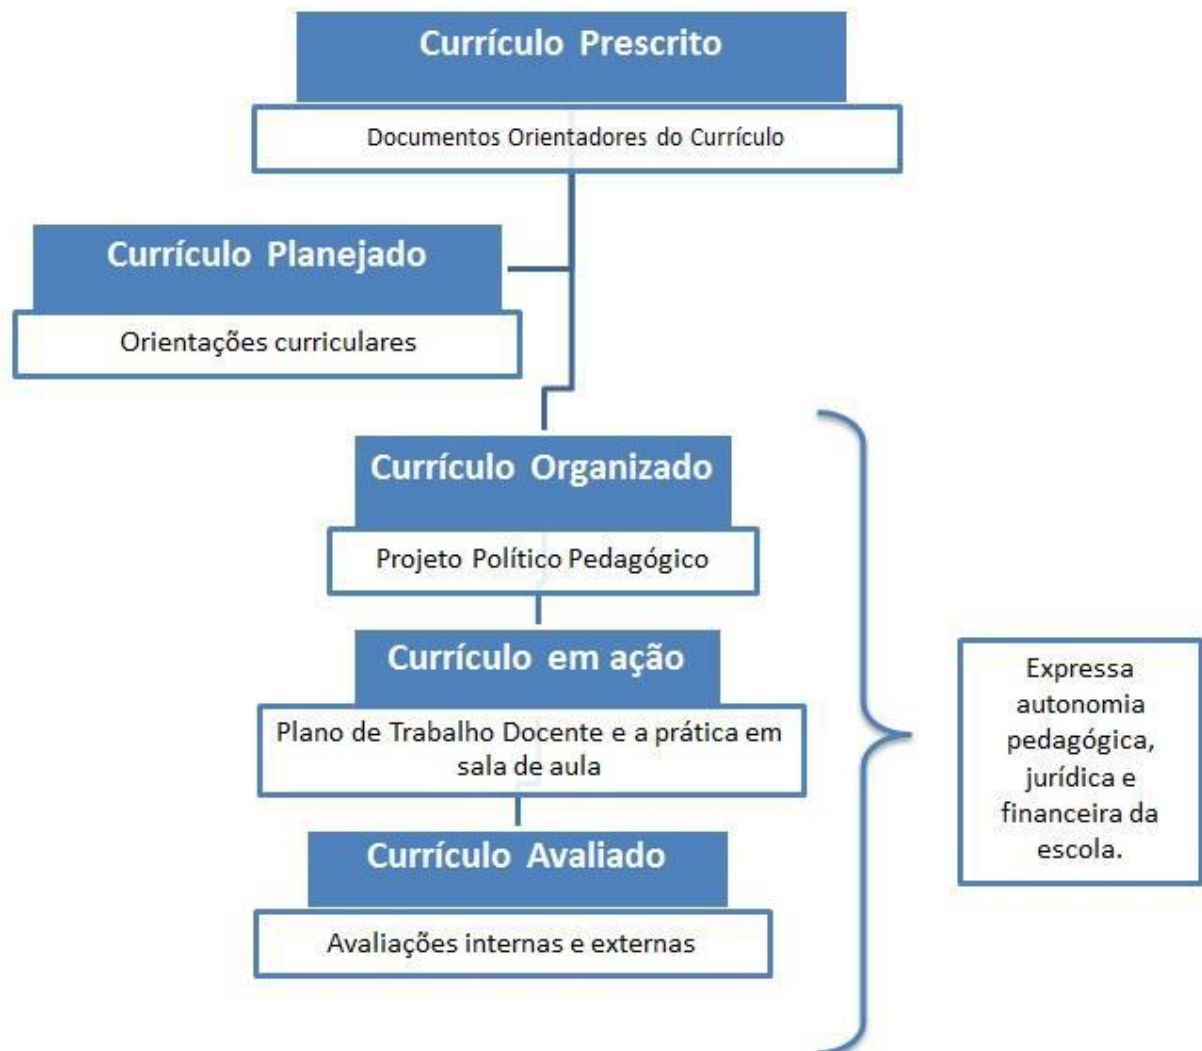 Currículo Prescrito
Documentos Orientadores do Currículo
Currículo Planejado
Orientações curriculares
Currículo Organizado
Projeto Político Pedagógico
Currículo em ação
Plano de Trabalho Docente e a prática em
sala de aula
Currículo Avaliado
Avaliações internas e externas
Expressa
autonomia
pedagógica,
jurídica e
financeira da
escola.